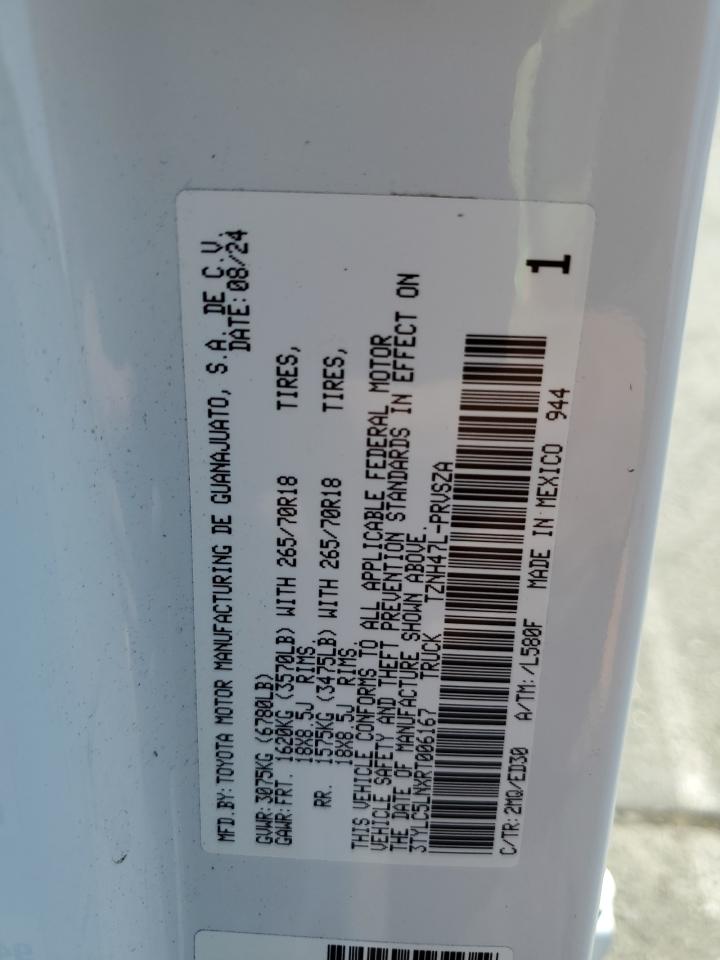 MFD.BY:TOYOTA MOTOR MANUFACTURING DE GUANAJUATO, S.A. DE C.V.
DATE:08/24
GVWR:3075KG (6780LB)
GAWR:FRT. 1620KG (3570LB) WITH 265/70R18 TIRES,
18X8.5J RIMS
RR. 1575KG (3475LB) WITH 265/70R18 TIRES,
18X8.5J RIMS.
THIS VEHICLE CONFORMS TO ALL APPLICABLE FEDERAL MOTOR
VEHICLE SAFETY AND THEFT PREVENTION STANDARDS IN EFFECT ON
THE DATE OF MANUFACTURE SHOWN ABOVE.
3TYLC5LNXRT006167 TRUCK TZNH47L-PRVSZA
1
C/TR:2MQ/ED30 A/TM:/L580F MADE IN MEXICO 944